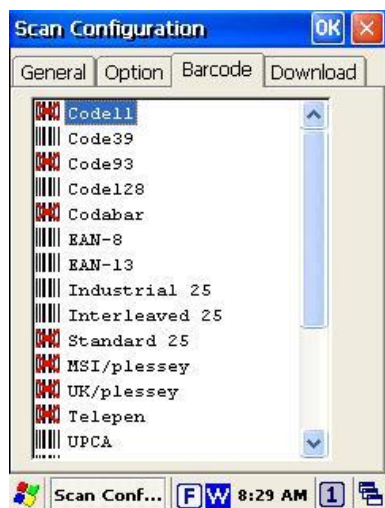 Scan Configuration OK
General Option Barcode Download
Code11
Code39
Code93
Code128
Codabar
EAN-8
EAN-13
Industrial 25
Interleaved 25
Standard 25
MSI/plessey
UK/plessey
Telepen
UPCA
Scan Conf... F W 8:29 AM 1